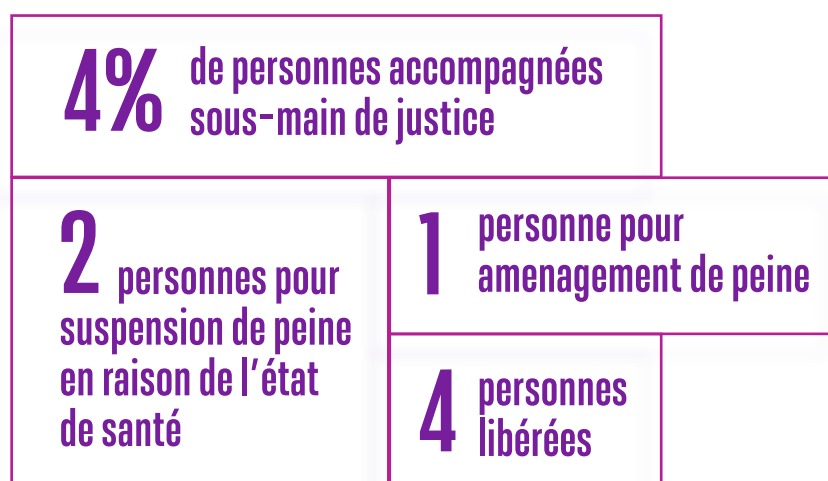 4% de personnes accompagnées
sous-main de justice
2 personnes pour
suspension de peine
en raison de l'état
de santé
1 personne pour
amenagement de peine
4 personnes
libérées